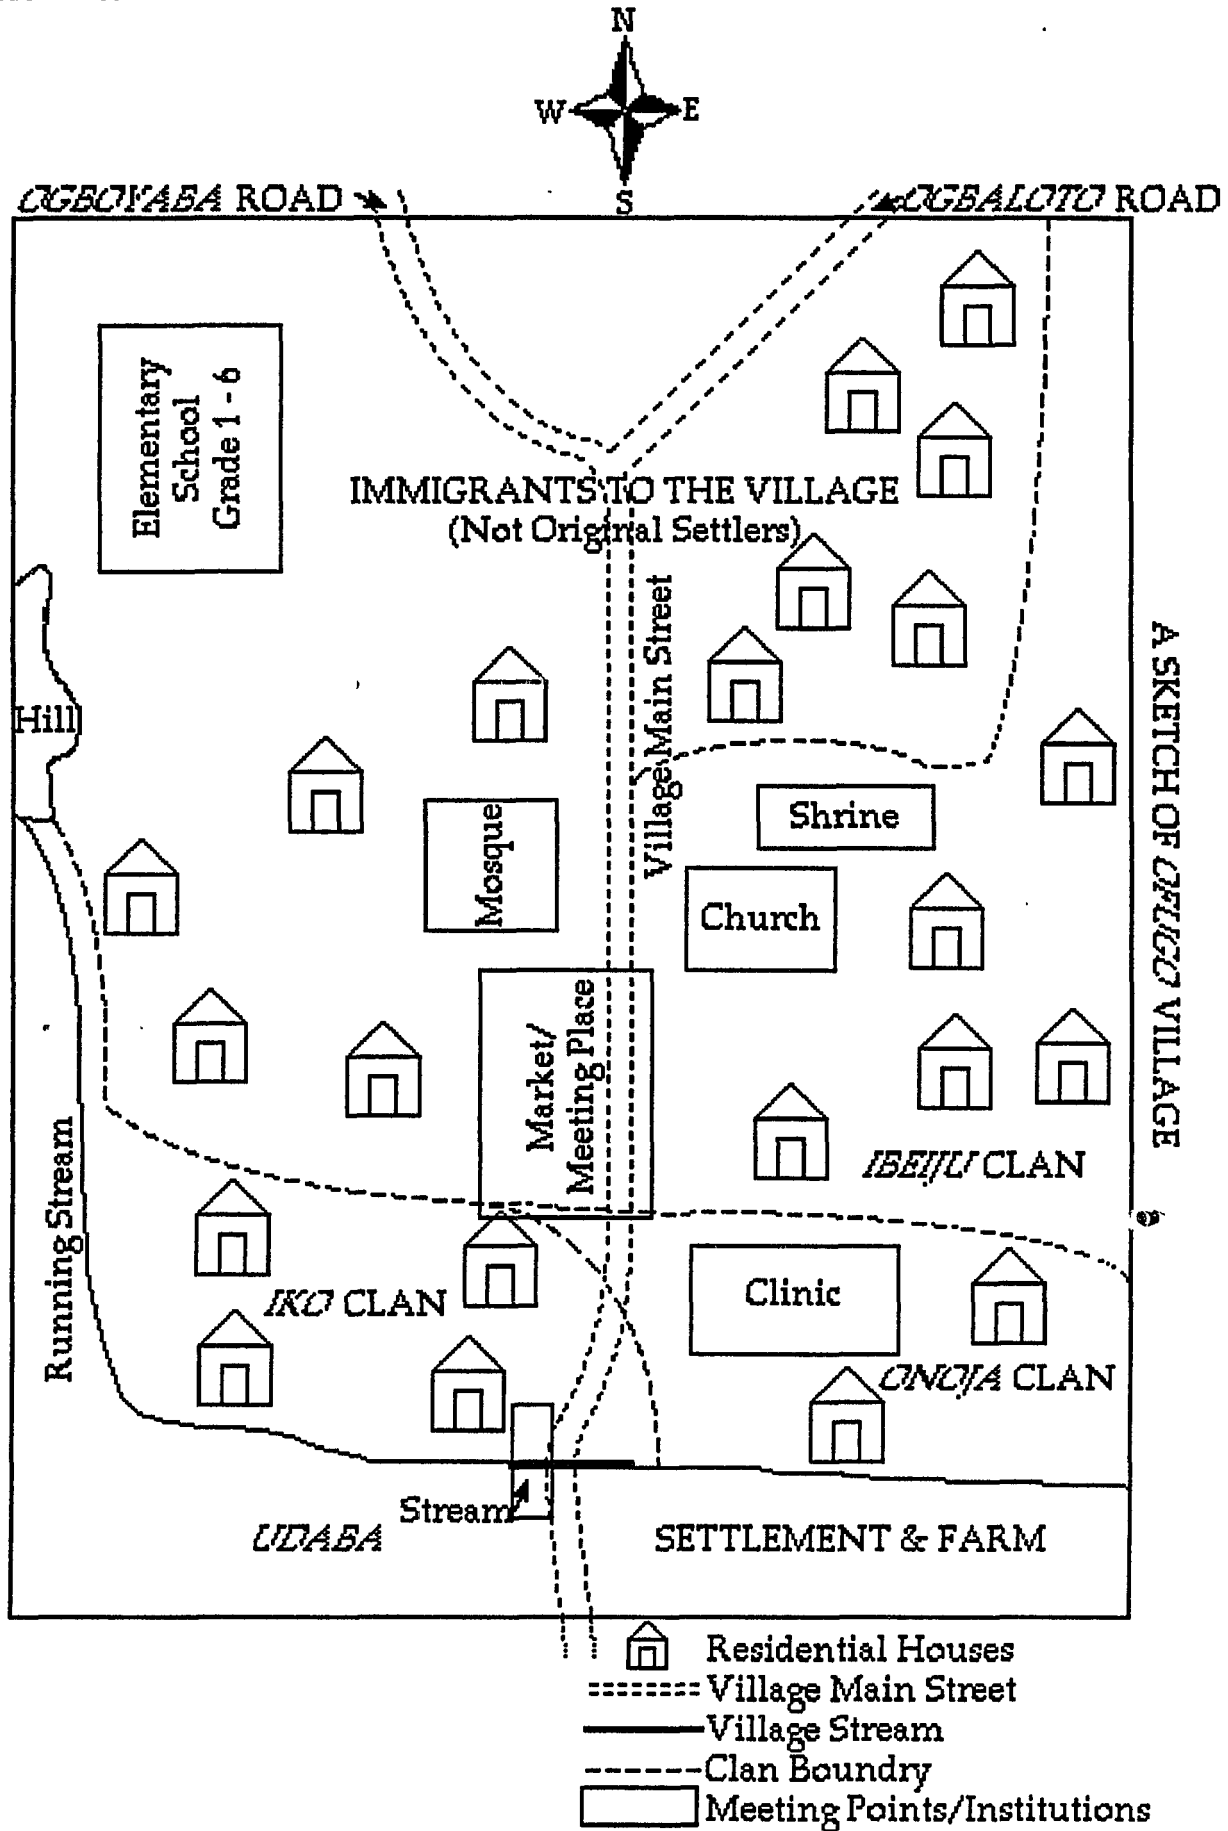 N
W E
S
OGBOYABA ROAD
OGBALOTO ROAD
Elementary
School
Grade 1 - 6
IMMIGRANTS TO THE VILLAGE
(Not Original Settlers)
Village Main Street
Hill
Mosque
Shrine
Church
Market/
Meeting Place
IBEIJU CLAN
A SKETCH OF OFUGO VILLAGE
Running Stream
IKO CLAN
Clinic
ONOJA CLAN
Stream
UDABA SETTLEMENT & FARM
Residential Houses
Village Main Street
Village Stream
Clan Boundry
Meeting Points/Institutions